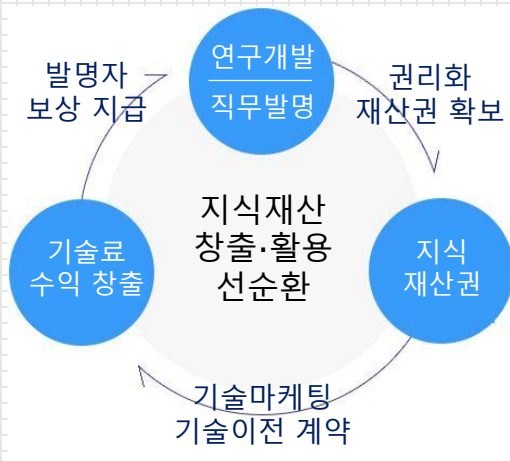 연구개발
직무발명
발명자
보상 지급
권리화
재산권 확보
지식재산
창출·활용
선순환
기술료
수익 창출
지식
재산권
기술마케팅
기술이전 계약